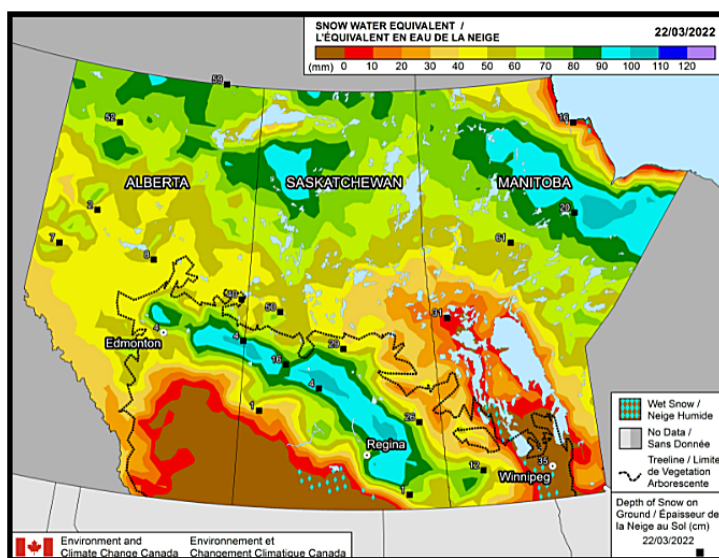 SNOW WATER EQUIVALENT /
L'ÉQUIVALENT EN EAU DE LA NEIGE
22/03/2022
(mm) 0 10 20 30 40 50 60 70 80 90 100 110 120
52
16
ALBERTA SASKATCHEWAN MANITOBA
2
20
7
61
8
50
31
4
Edmonton
4
29
16
4
1
26
Regina
12
35
Winnipeg
1
Wet Snow /
Neige Humide
No Data /
Sans Donnée
Treeline / Limite
de Vegetation
Arborescente
Depth of Snow on
Ground / Épaisseur de
la Neige au Sol (cm)
22/03/2022
Environment and
Climate Change Canada
Environnement et
Changement Climatique Canada